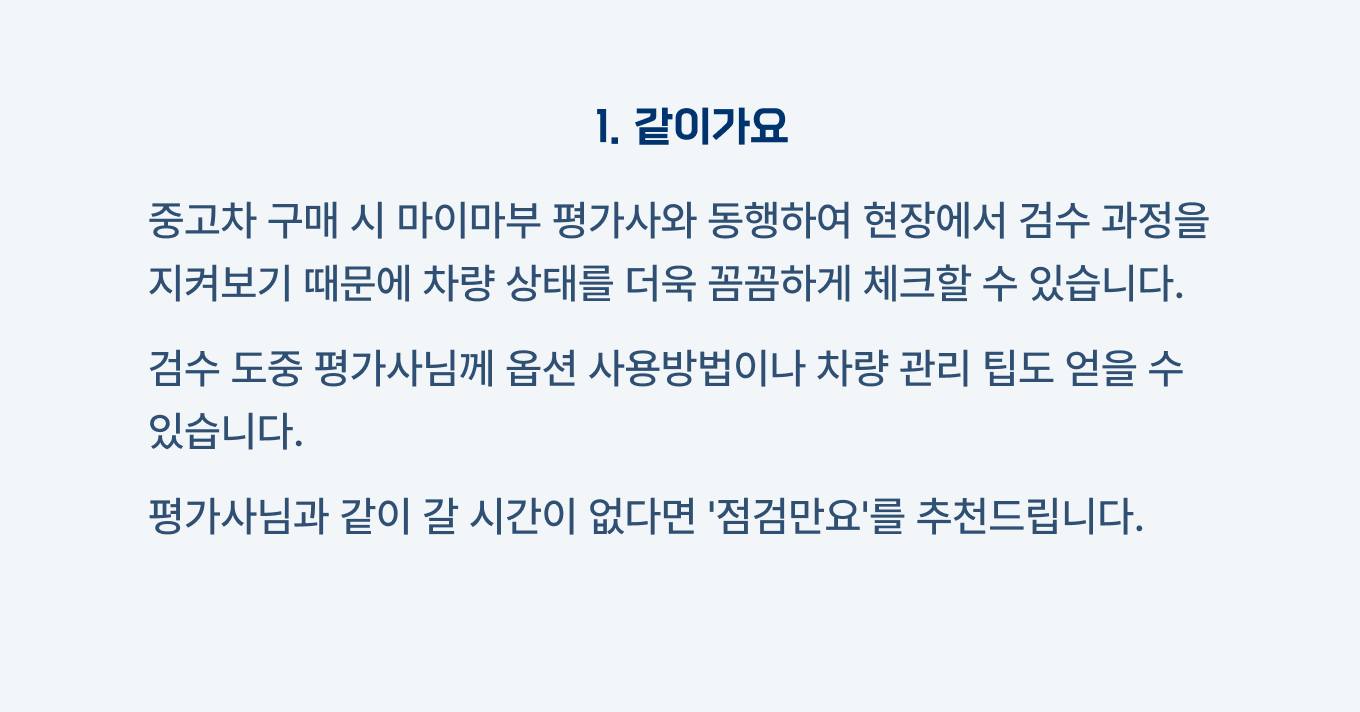 1. 같이가요
중고차 구매 시 마이마부 평가사와 동행하여 현장에서 검수 과정을
지켜보기 때문에 차량 상태를 더욱 꼼꼼하게 체크할 수 있습니다.
검수 도중 평가사님께 옵션 사용방법이나 차량 관리 팁도 얻을 수
있습니다.
평가사님과 같이 갈 시간이 없다면 '점검만요'를 추천드립니다.